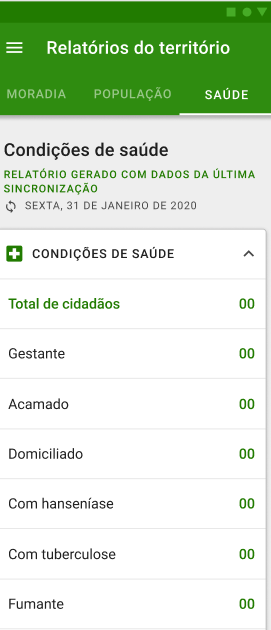 Relatórios do território
MORADIA POPULAÇÃO SAÚDE
Condições de saúde
RELATÓRIO GERADO COM DADOS DA ÚLTIMA
SINCRONIZAÇÃO
SEXTA, 31 DE JANEIRO DE 2020
CONDIÇÕES DE SAÚDE
Total de cidadãos 00
Gestante 00
Acamado 00
Domiciliado 00
Com hanseníase 00
Com tuberculose 00
Fumante 00